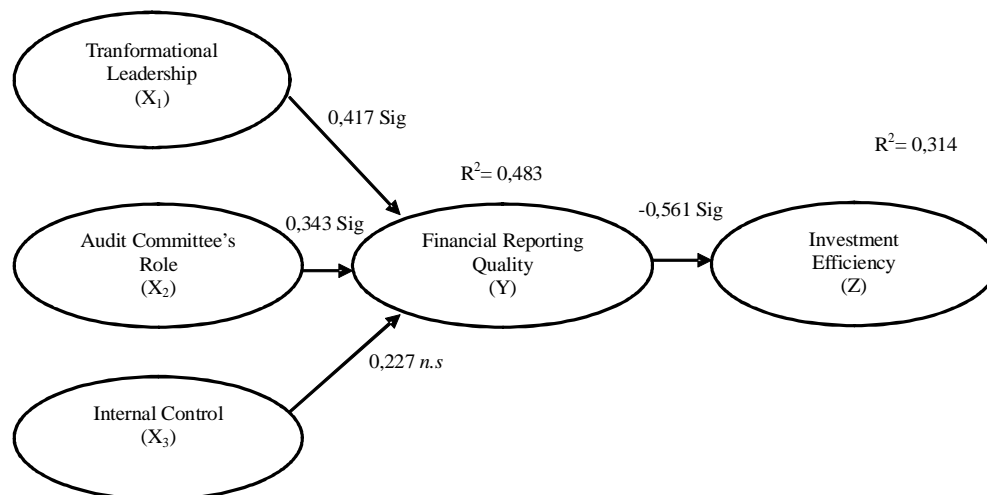 Tranformational
Leadership
(X₁)
0,417 Sig
R²= 0,314
R²= 0,483
0,343 Sig
-0,561 Sig
Audit Committee’s
Role
(X₂)
Financial Reporting
Quality
(Y)
Investment
Efficiency
(Z)
0,227 n.s
Internal Control
(X₃)